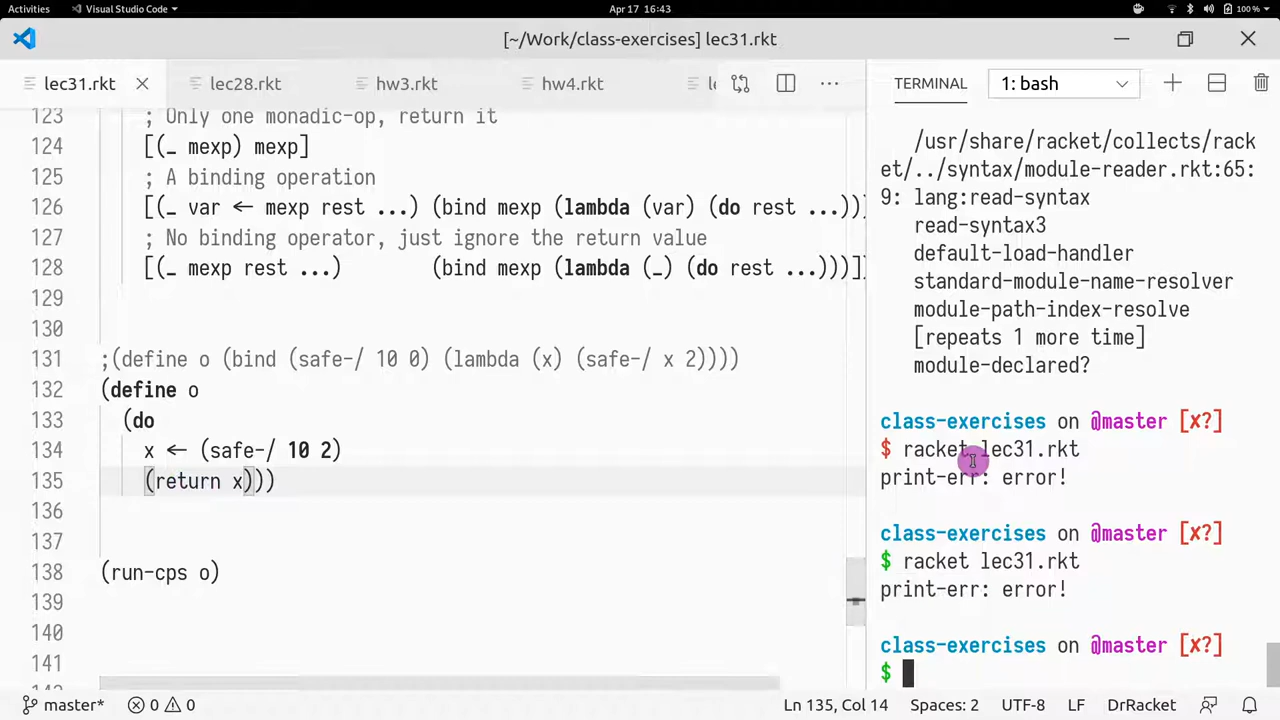 Activities
Visual Studio Code
Apr 17 16:43
100 %
[~/Work/class-exercises] lec31.rkt
lec31.rkt
lec28.rkt
hw3.rkt
hw4.rkt
TERMINAL
1: bash
123 ; Only one monadic-op, return it
124 [(_ mexp) mexp]
125 ; A binding operation
126 [(_ var ← mexp rest ...) (bind mexp (lambda (var) (do rest ...))]
127 ; No binding operator, just ignore the return value
128 [(_ mexp rest ...) (bind mexp (lambda (_) (do rest ...)))]]
129
130
131 ;(define o (bind (safe-/ 10 0) (lambda (x) (safe-/ x 2))))
132 (define o
133 (do
134 x ← (safe-/ 10 2)
135 (return x)))
136
137
138 (run-cps o)
139
140
141
/usr/share/racket/collects/rack
et/../syntax/module-reader.rkt:65:
9: lang:read-syntax
read-syntax3
default-load-handler
standard-module-name-resolver
module-path-index-resolve
[repeats 1 more time]
module-declared?
class-exercises on @master [✘?]
$ racket lec31.rkt
print-err: error!
class-exercises on @master [✘?]
$ racket lec31.rkt
print-err: error!
class-exercises on @master [✘?]
$
master*
0
0
Ln 135, Col 14
Spaces: 2
UTF-8
LF
DrRacket